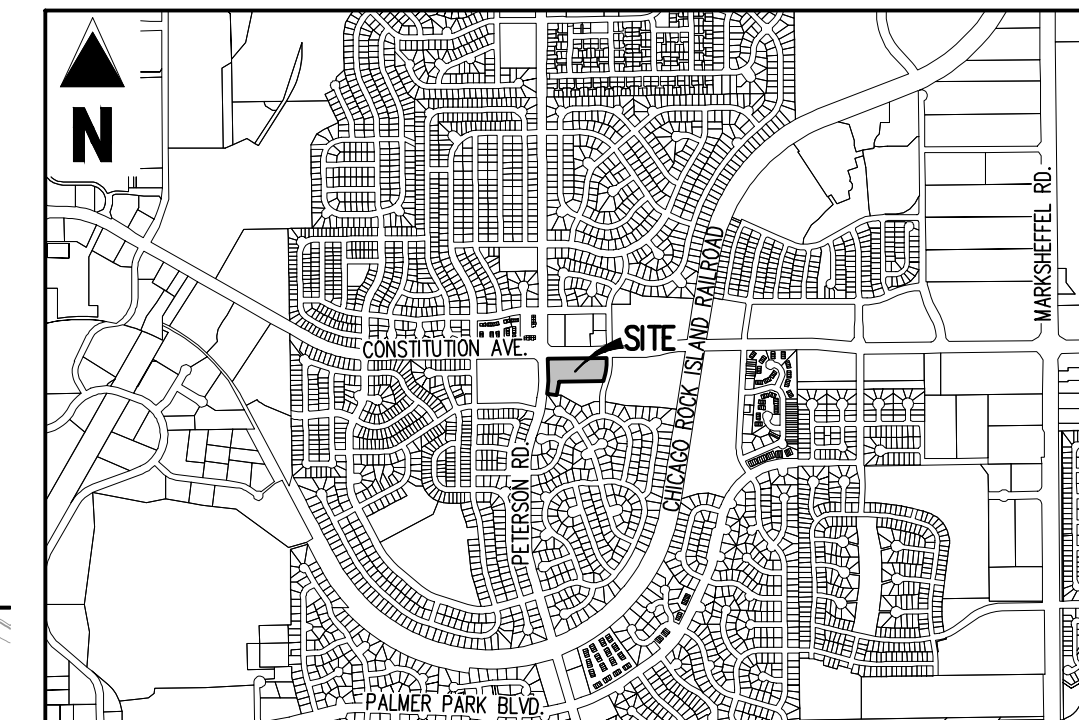 N
MARKSHEFFEL RD.
CHICAGO ROCK ISLAND RAILROAD
SITE
CONSTITUTION AVE.
PETERSON RD.
PALMER PARK BLVD.